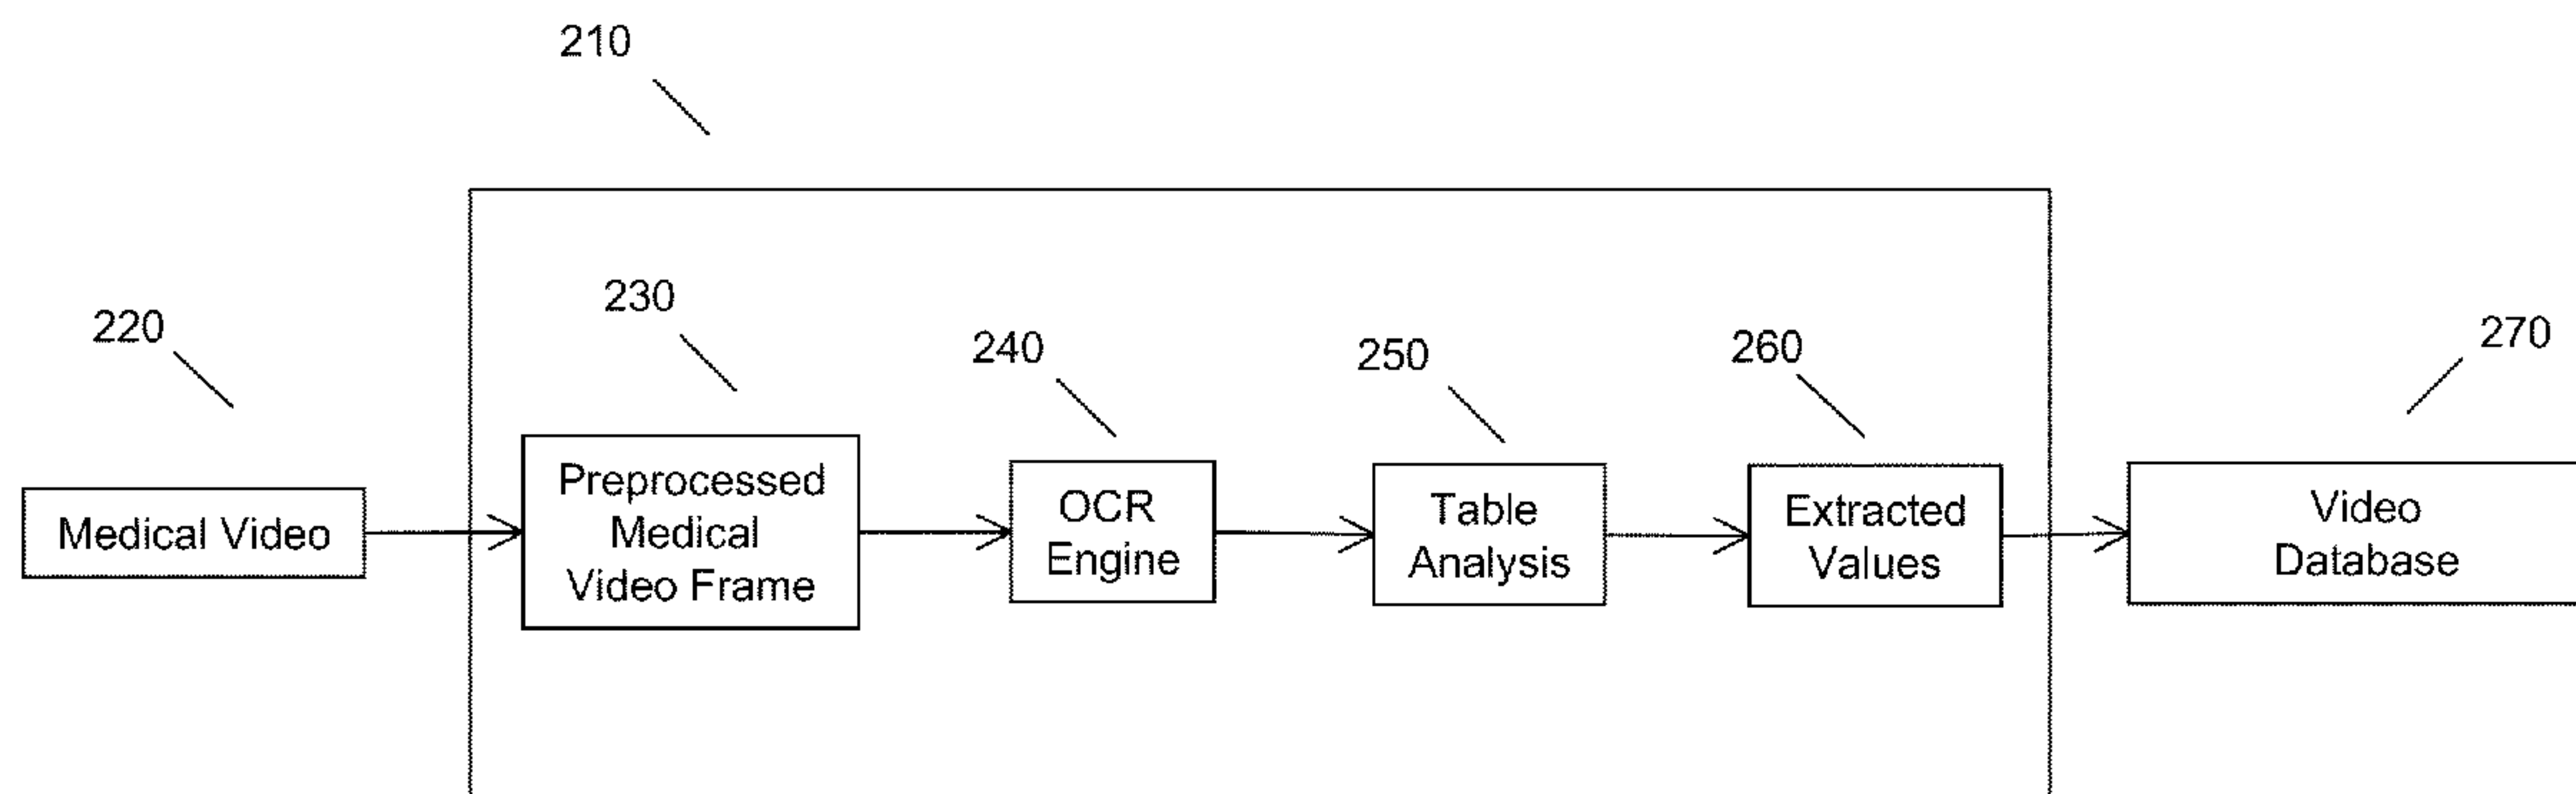 210
220
230
240
250
260
270
Medical Video
Preprocessed
Medical
Video Frame
OCR
Engine
Table
Analysis
Extracted
Values
Video
Database